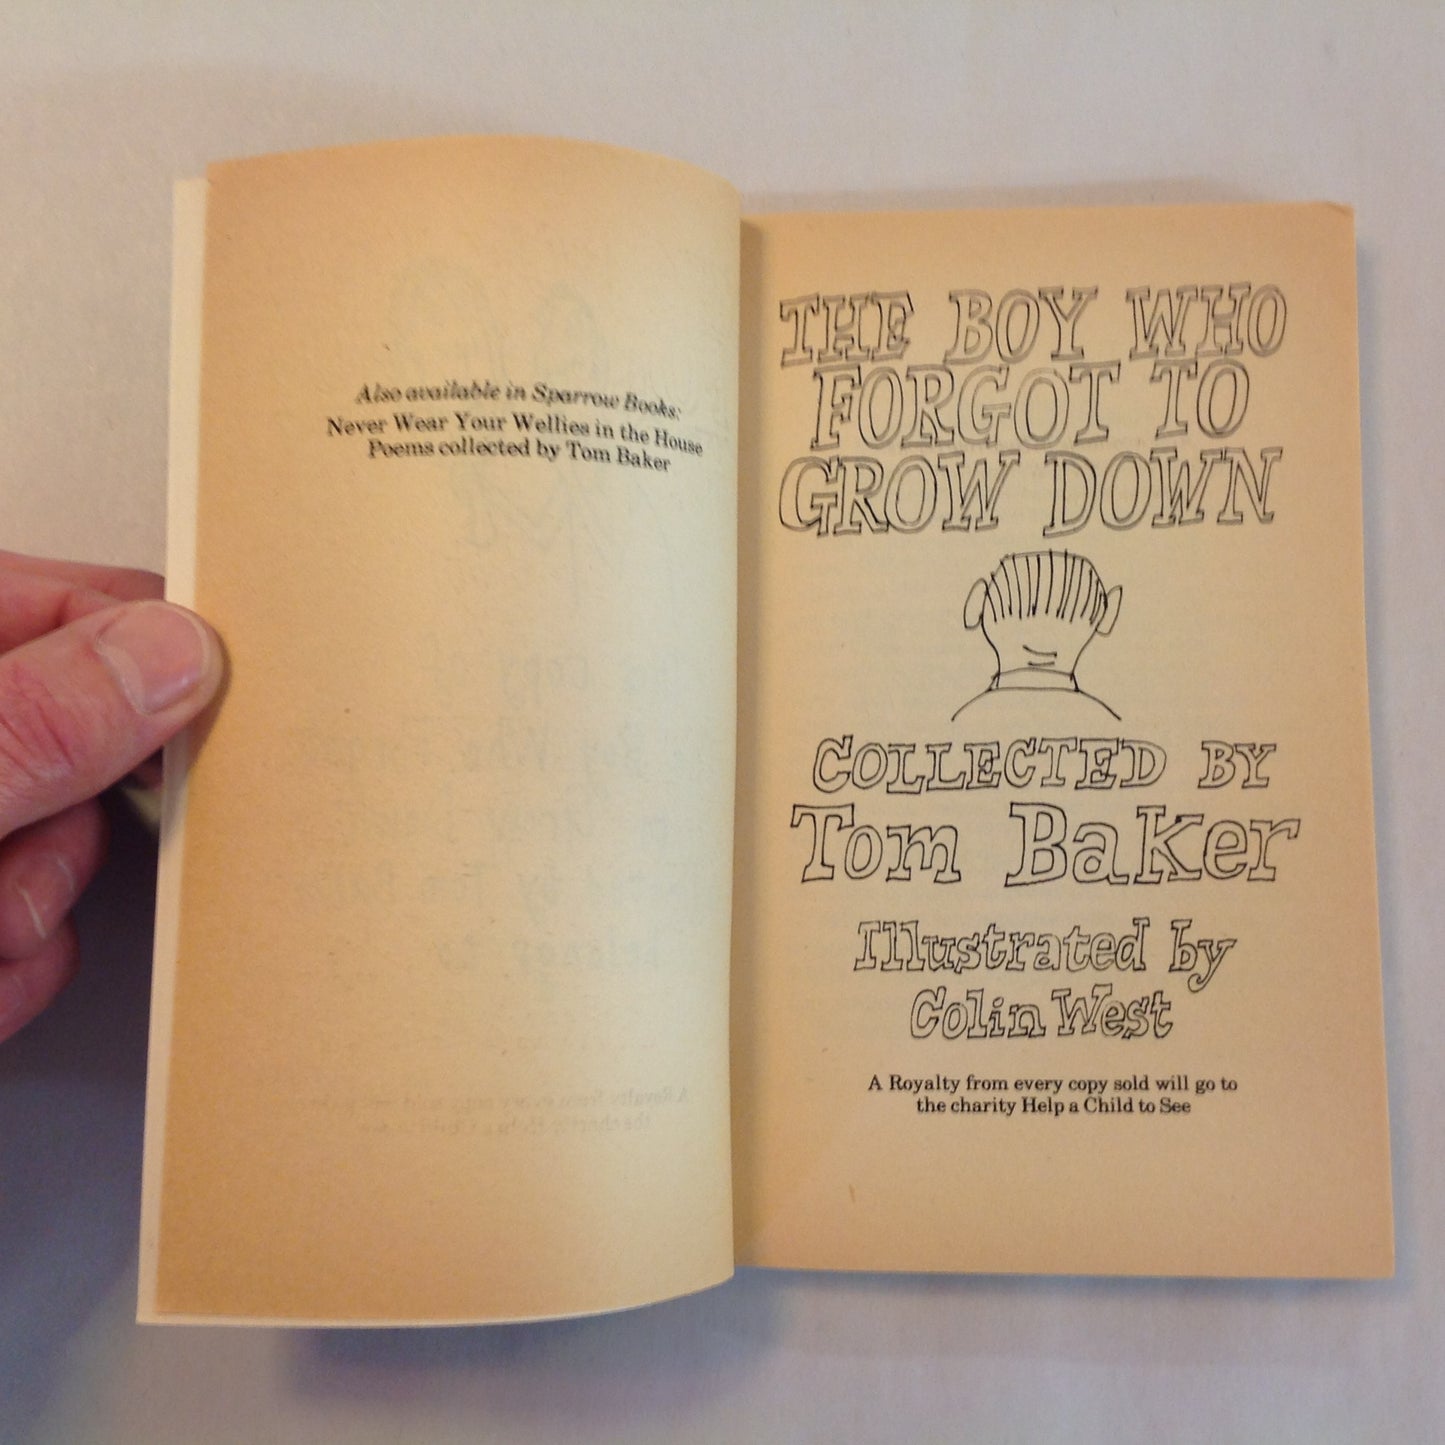 Also available in Sparrow Books:
Never Wear Your Wellies in the House
Poems collected by Tom Baker
THE BOY WHO
FORGOT TO
GROW DOWN
COLLECTED BY
Tom Baker
Illustrated by
Colin West
A Royalty from every copy sold will go to
the charity Help a Child to See